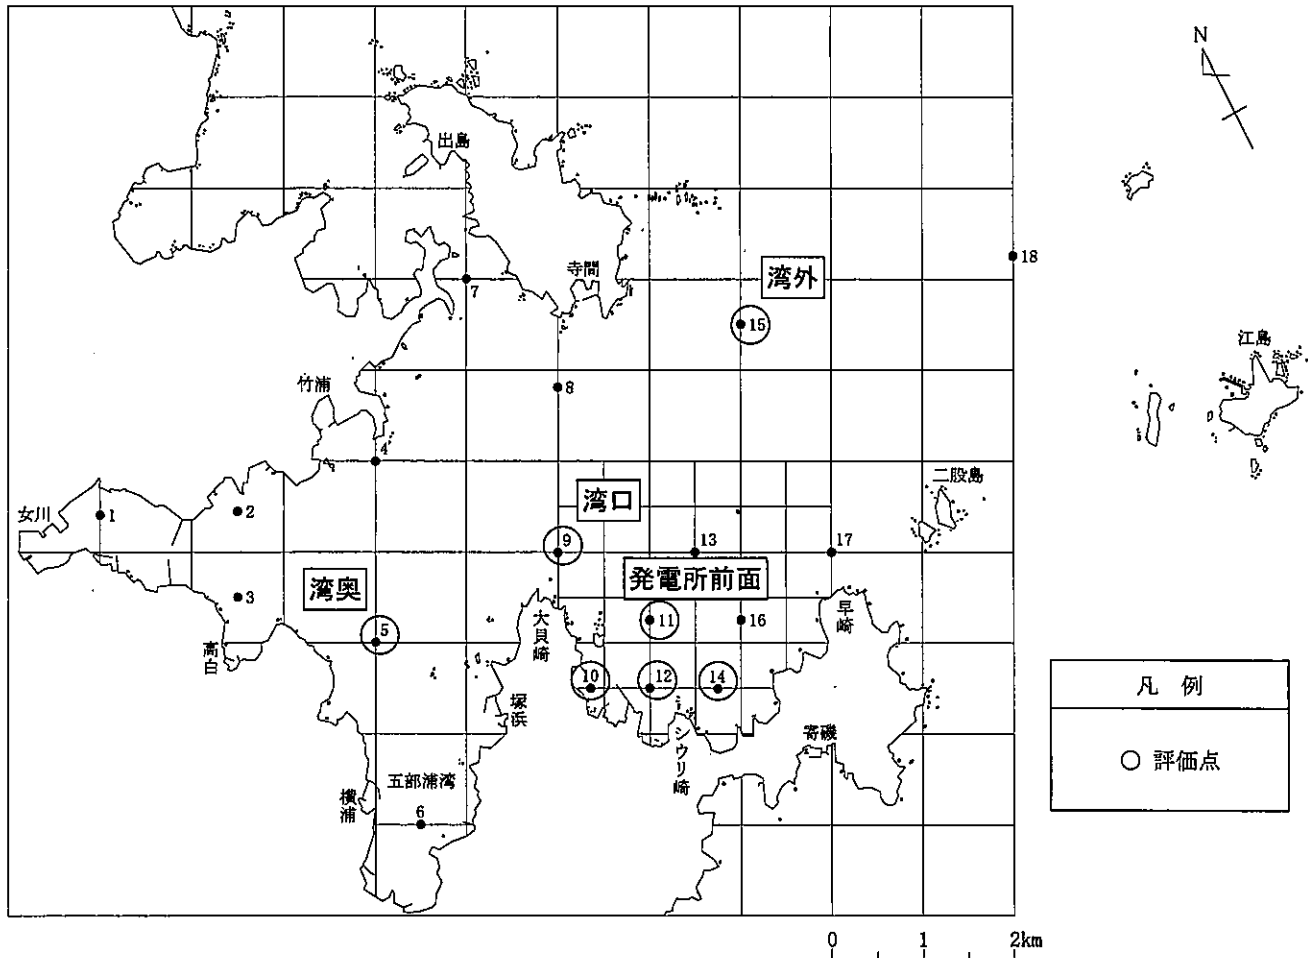 N
出島
18
湾外
寺間
7
15
江島
竹浦
8
4
二股島
湾口
女川
1
2
9
13
17
発電所前面
湾奥
3
5
大貝崎
11
16
早崎
高白
10
12
14
塚浜
シウリ崎
寄磯
凡 例
○ 評価点
五部浦湾
横浦
6
0 1 2km